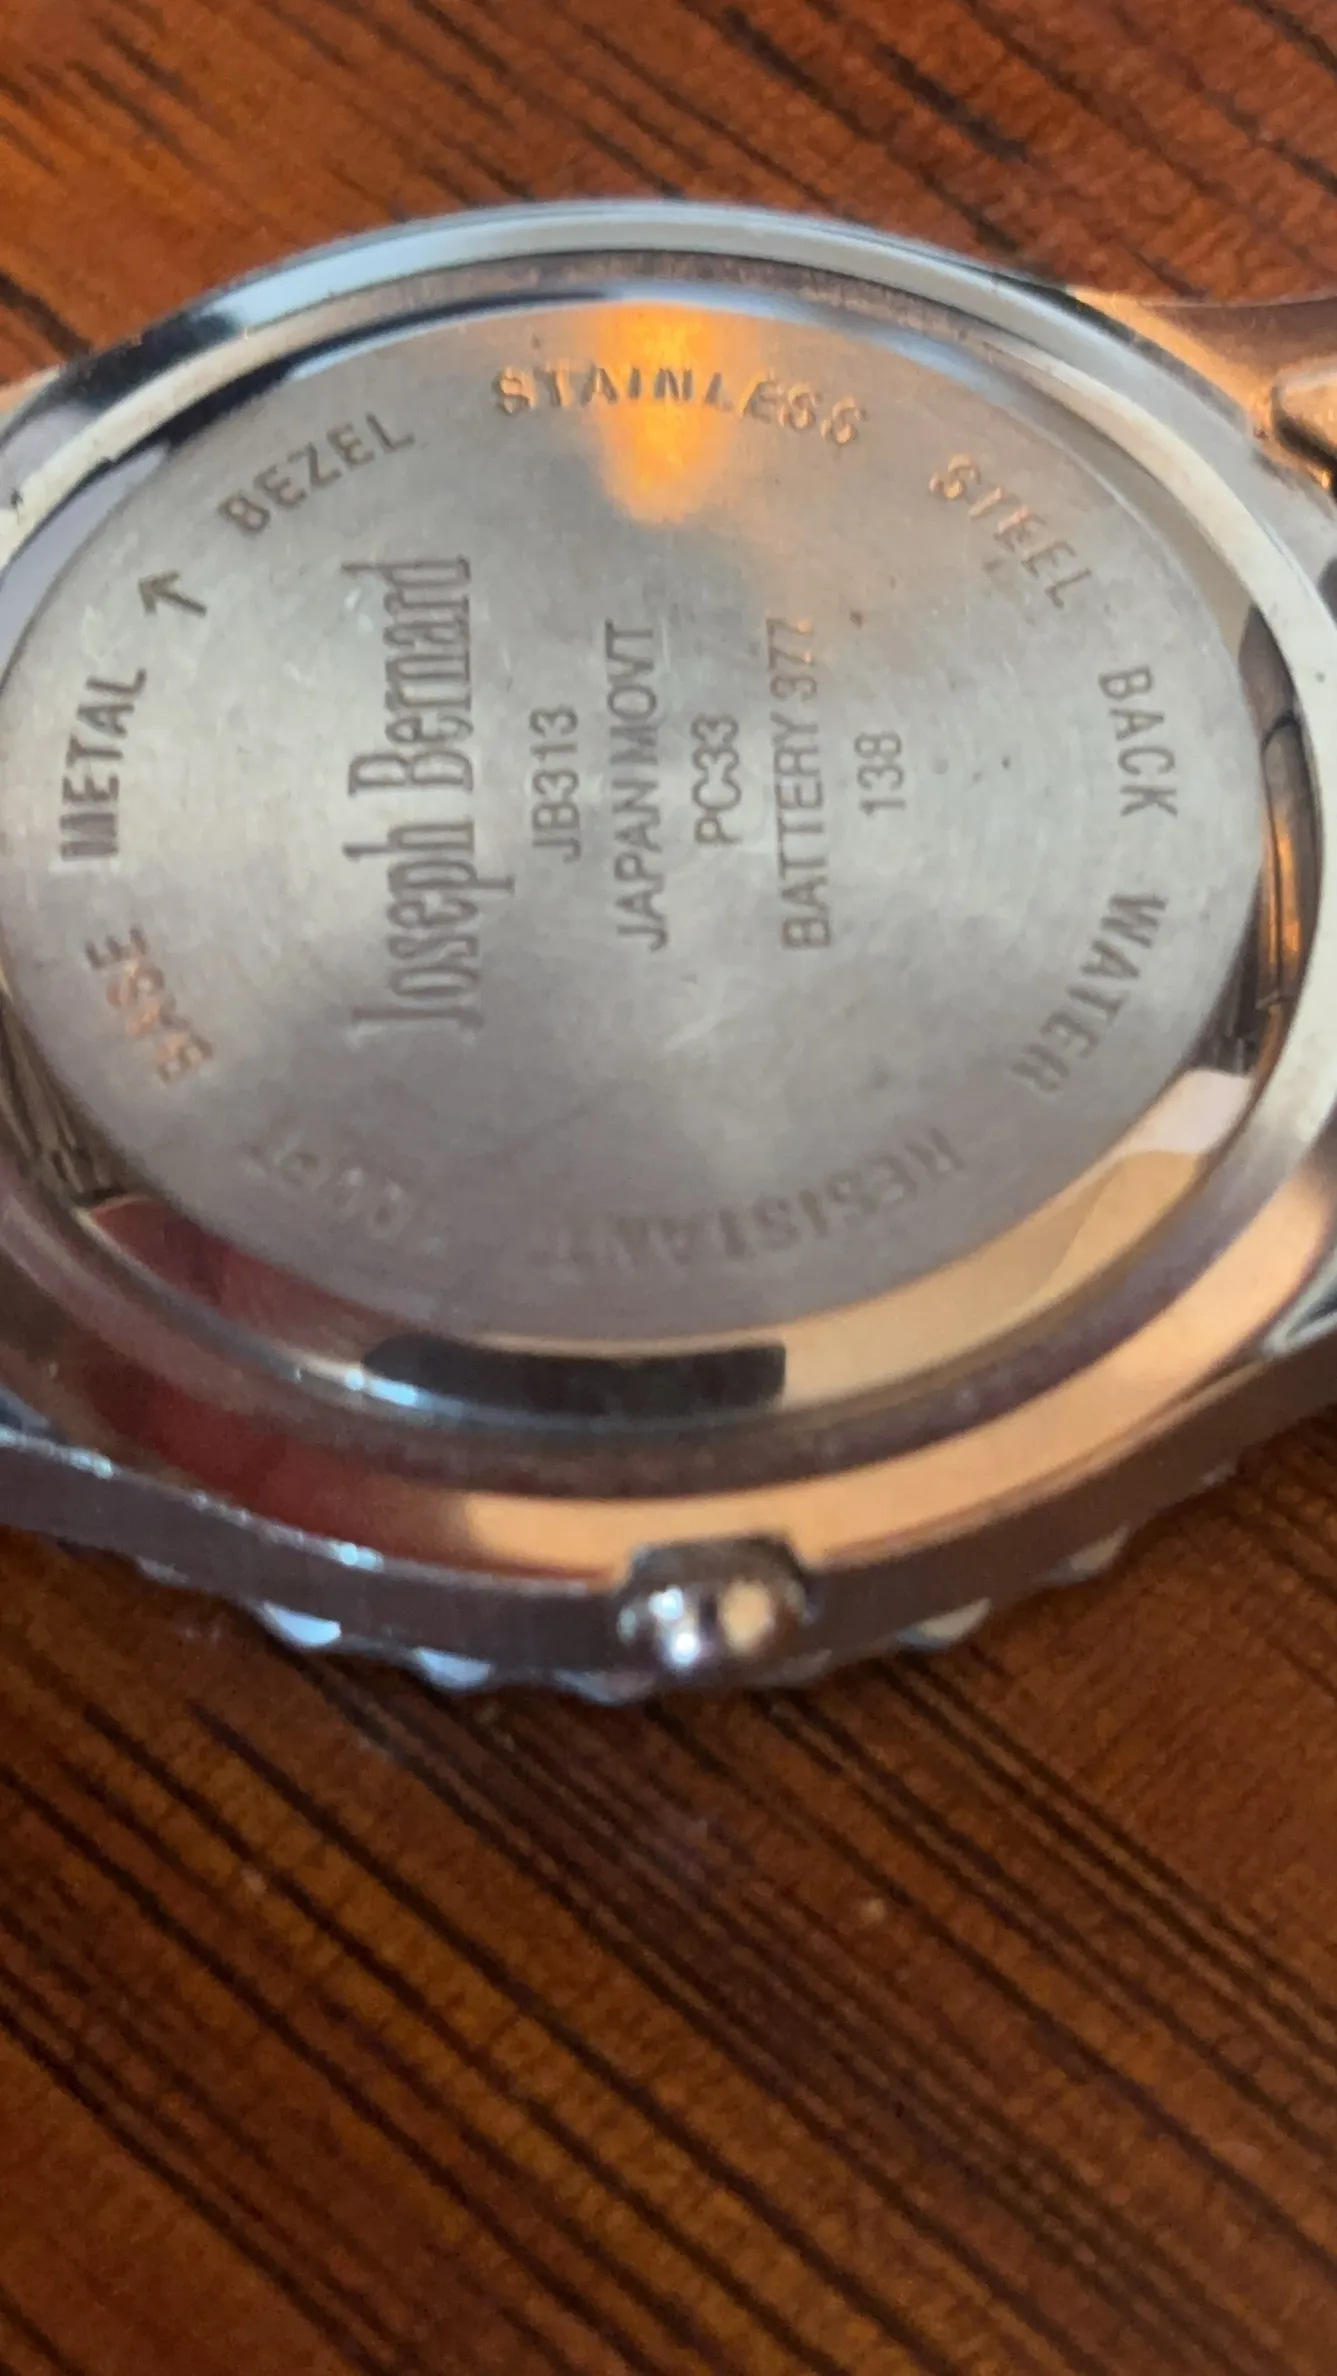 Joseph Bernard
JB313
JAPAN MOVT
PC33
BATTERY 377
138
STAINLESS STEEL BACK WATER RESISTANT
BASE METAL ↑ BEZEL